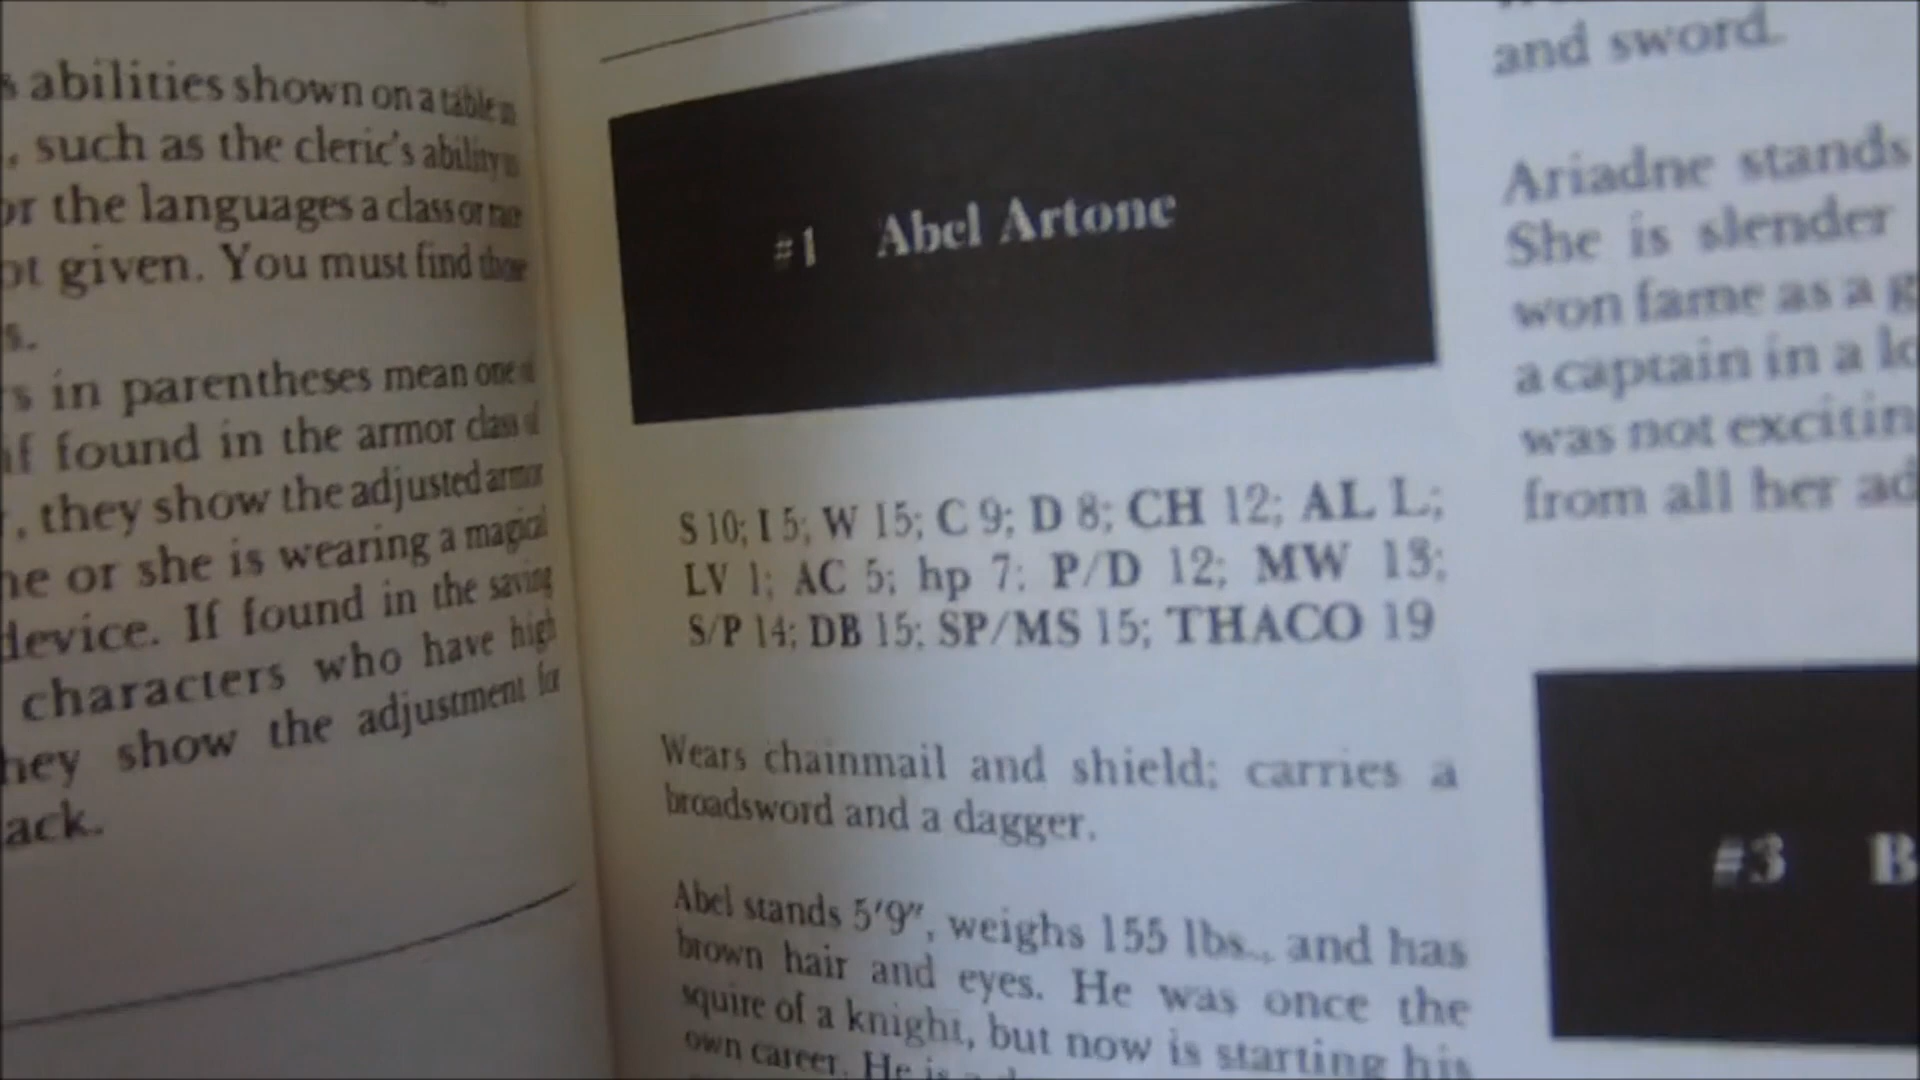 s abilities shown on a table in
, such as the cleric's ability
or the languages a class or race
ot given. You must find those
s.
s in parentheses mean one of
if found in the armor class of
r, they show the adjusted armor
he or she is wearing a magical
device. If found in the saving
characters who have high
hey show the adjustment for
ack.
#1 Abel Artone
S 10; I 5; W 15; C 9; D 8; CH 12; AL L;
LV 1; AC 5; hp 7: P/D 12; MW 13;
S/P 14; DB 15; SP/MS 15; THACO 19
Wears chainmail and shield; carries a
broadsword and a dagger.
Abel stands 5'9", weighs 155 lbs., and has
brown hair and eyes. He was once the
squire of a knight, but now is starting his
own career. He is a
and sword.
Ariadne stands
She is slender
won fame as a g
a captain in a lo
was not excitin
from all her ad
#3 B